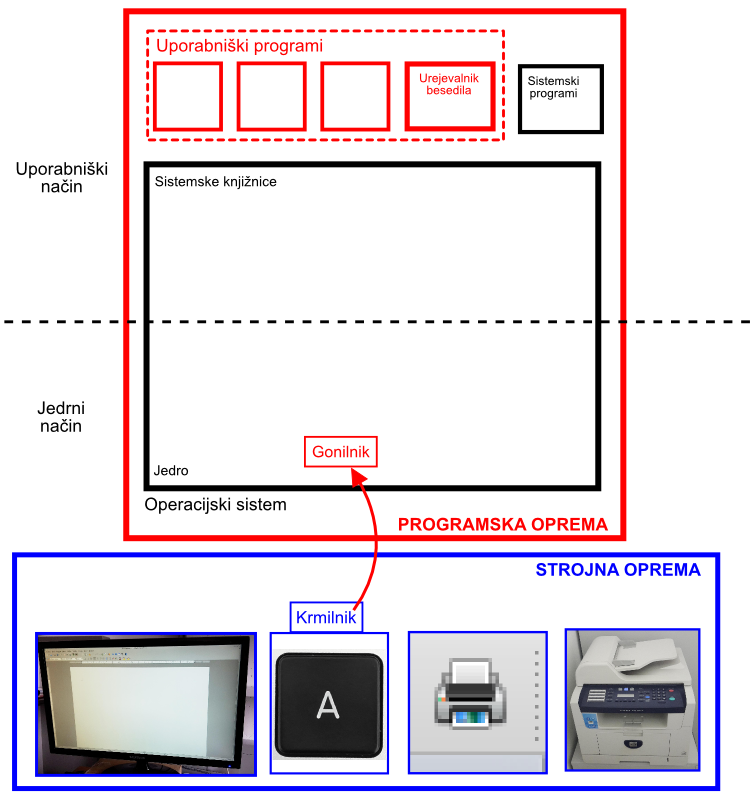 Uporabniški programi
Urejevalnik
besedila
Sistemski
programi
Uporabniški
način
Sistemske knjižnice
Jedrni
način
Gonilnik
Jedro
Operacijski sistem
PROGRAMSKA OPREMA
STROJNA OPREMA
Krmilnik
A